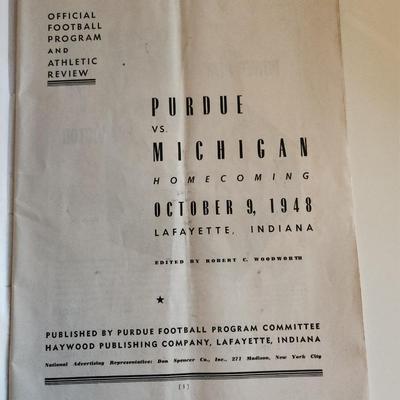 OFFICIAL
FOOTBALL
PROGRAM
AND
ATHLETIC
REVIEW
PURDUE
VS.
MICHIGAN
HOMECOMING
OCTOBER 9, 1948
LAFAYETTE, INDIANA
EDITED BY ROBERT C. WOODWORTH
★
PUBLISHED BY PURDUE FOOTBALL PROGRAM COMMITTEE
HAYWOOD PUBLISHING COMPANY, LAFAYETTE, INDIANA
National Advertising Representative: Don Spencer Co., Inc., 271 Madison, New York City